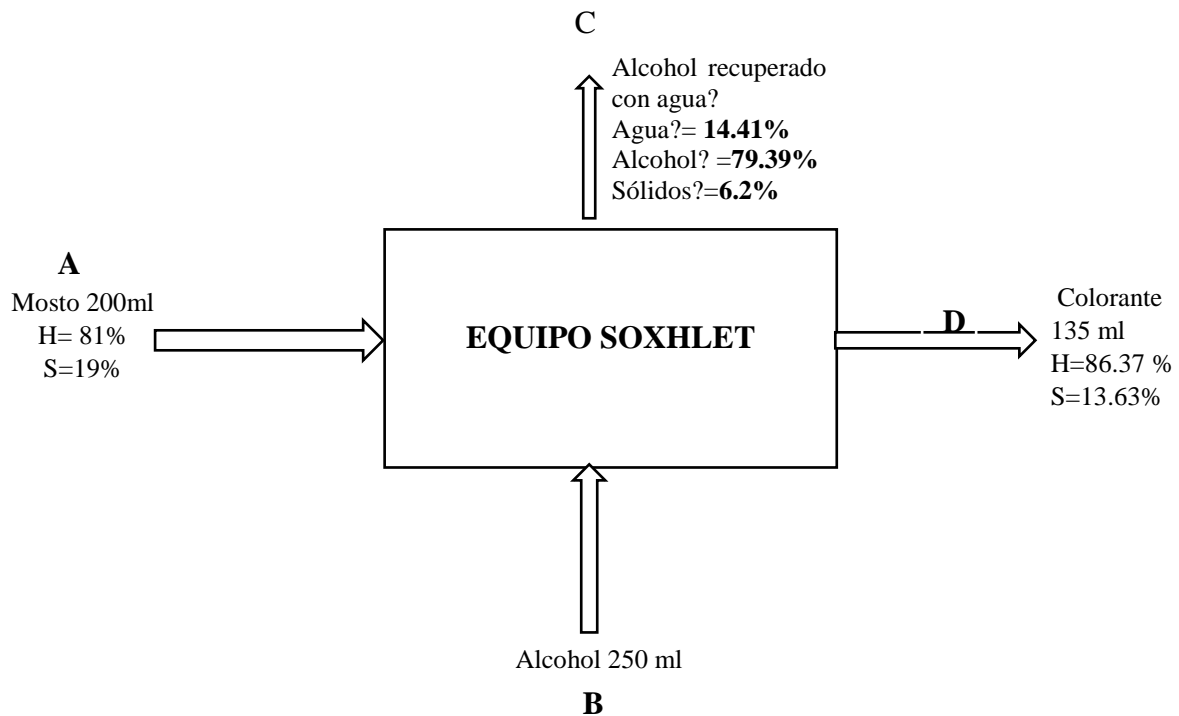 C
Alcohol recuperado
con agua?
Agua?= 14.41%
Alcohol? =79.39%
Sólidos?=6.2%
A
Mosto 200ml
H= 81%
S=19%
EQUIPO SOXHLET
D
Colorante
135 ml
H=86.37 %
S=13.63%
Alcohol 250 ml
B